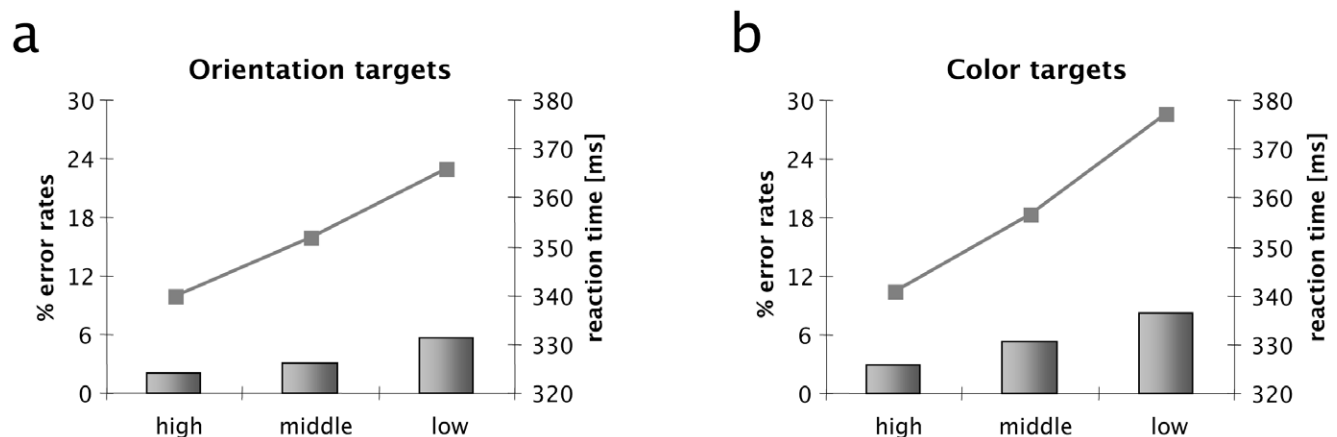 a
Orientation targets
% error rates
30
24
18
12
6
0
380
370
360
350
340
330
320
reaction time [ms]
high middle low
b
Color targets
% error rates
30
24
18
12
6
0
380
370
360
350
340
330
320
reaction time [ms]
high middle low